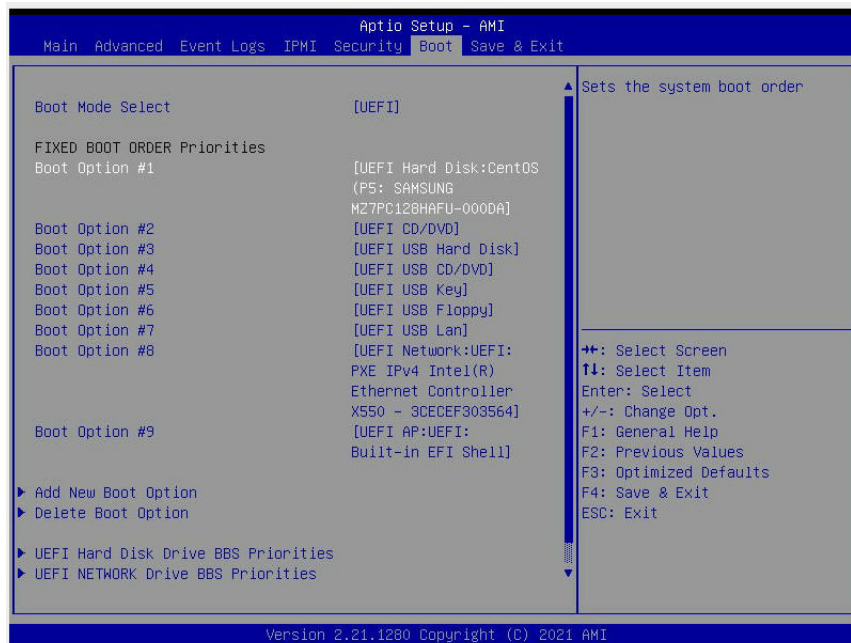 Aptio Setup - AMI
Main Advanced Event Logs IPMI Security Boot Save & Exit
Boot Mode Select [UEFI]
FIXED BOOT ORDER Priorities
Boot Option #1 [UEFI Hard Disk:CentOS
(P5: SAMSUNG
MZ7PC128HAFU-000DA]
Boot Option #2 [UEFI CD/DVD]
Boot Option #3 [UEFI USB Hard Disk]
Boot Option #4 [UEFI USB CD/DVD]
Boot Option #5 [UEFI USB Key]
Boot Option #6 [UEFI USB Floppy]
Boot Option #7 [UEFI USB Lan]
Boot Option #8 [UEFI Network:UEFI:
PXE IPv4 Intel(R)
Ethernet Controller
X550 - 3CECEF303564]
Boot Option #9 [UEFI AP:UEFI:
Built-in EFI Shell]
Add New Boot Option
Delete Boot Option
UEFI Hard Disk Drive BBS Priorities
UEFI NETWORK Drive BBS Priorities
Sets the system boot order
→←: Select Screen
↑↓: Select Item
Enter: Select
+/-: Change Opt.
F1: General Help
F2: Previous Values
F3: Optimized Defaults
F4: Save & Exit
ESC: Exit
Version 2.21.1280 Copyright (C) 2021 AMI